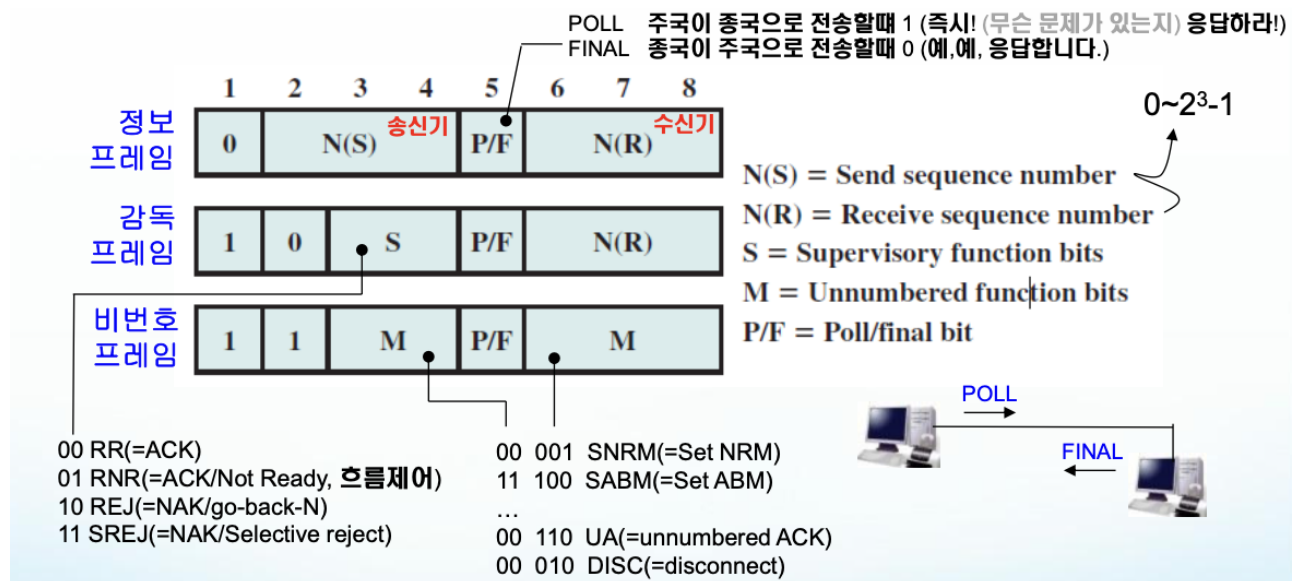 POLL 주국이 종국으로 전송할때 1 (즉시! (무슨 문제가 있는지) 응답하라!)
FINAL 종국이 주국으로 전송할때 0 (예,예, 응답합니다.)
1 2 3 4 5 6 7 8
0~2³-1
정보
프레임
0 N(S) 송신기 P/F N(R) 수신기
감독
프레임
1 0 S P/F N(R)
비번호
프레임
1 1 M P/F M
N(S) = Send sequence number
N(R) = Receive sequence number
S = Supervisory function bits
M = Unnumbered function bits
P/F = Poll/final bit
00 RR(=ACK)
01 RNR(=ACK/Not Ready, 흐름제어)
10 REJ(=NAK/go-back-N)
11 SREJ(=NAK/Selective reject)
00 001 SNRM(=Set NRM)
11 100 SABM(=Set ABM)
...
00 110 UA(=unnumbered ACK)
00 010 DISC(=disconnect)
POLL
FINAL